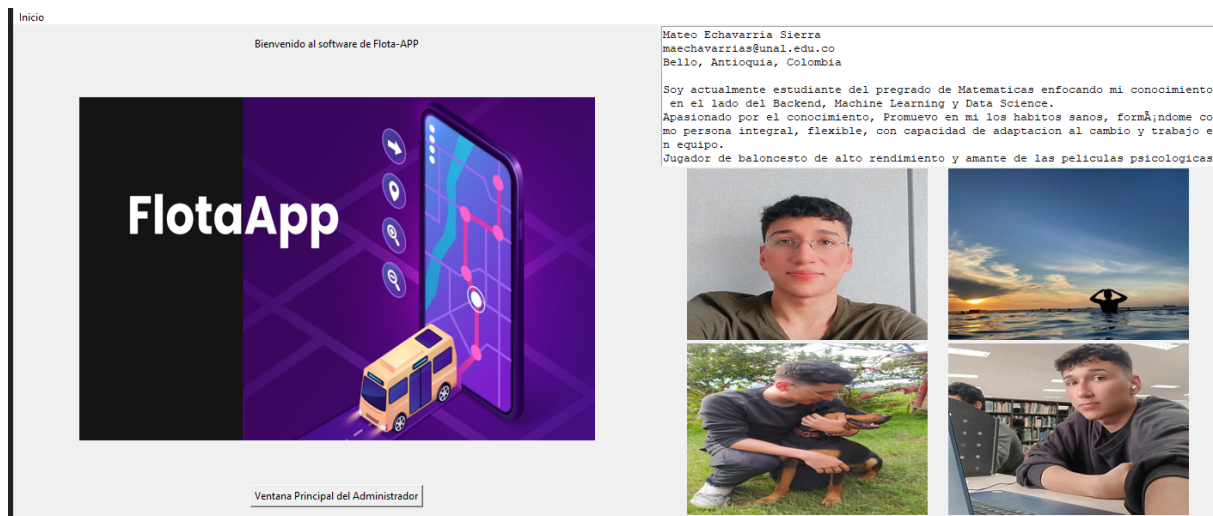 Inicio
Bienvenido al software de Flota-APP
FlotaApp
Ventana Principal del Administrador
Mateo Echavarria Sierra
maechavarrias@unal.edu.co
Bello, Antioquia, Colombia
Soy actualmente estudiante del pregrado de Matematicas enfocando mi conocimiento
 en el lado del Backend, Machine Learning y Data Science.
Apasionado por el conocimiento, Promuevo en mi los habitos sanos, formÃ¡ndome co
mo persona integral, flexible, con capacidad de adaptacion al cambio y trabajo e
n equipo.
Jugador de baloncesto de alto rendimiento y amante de las peliculas psicologicas